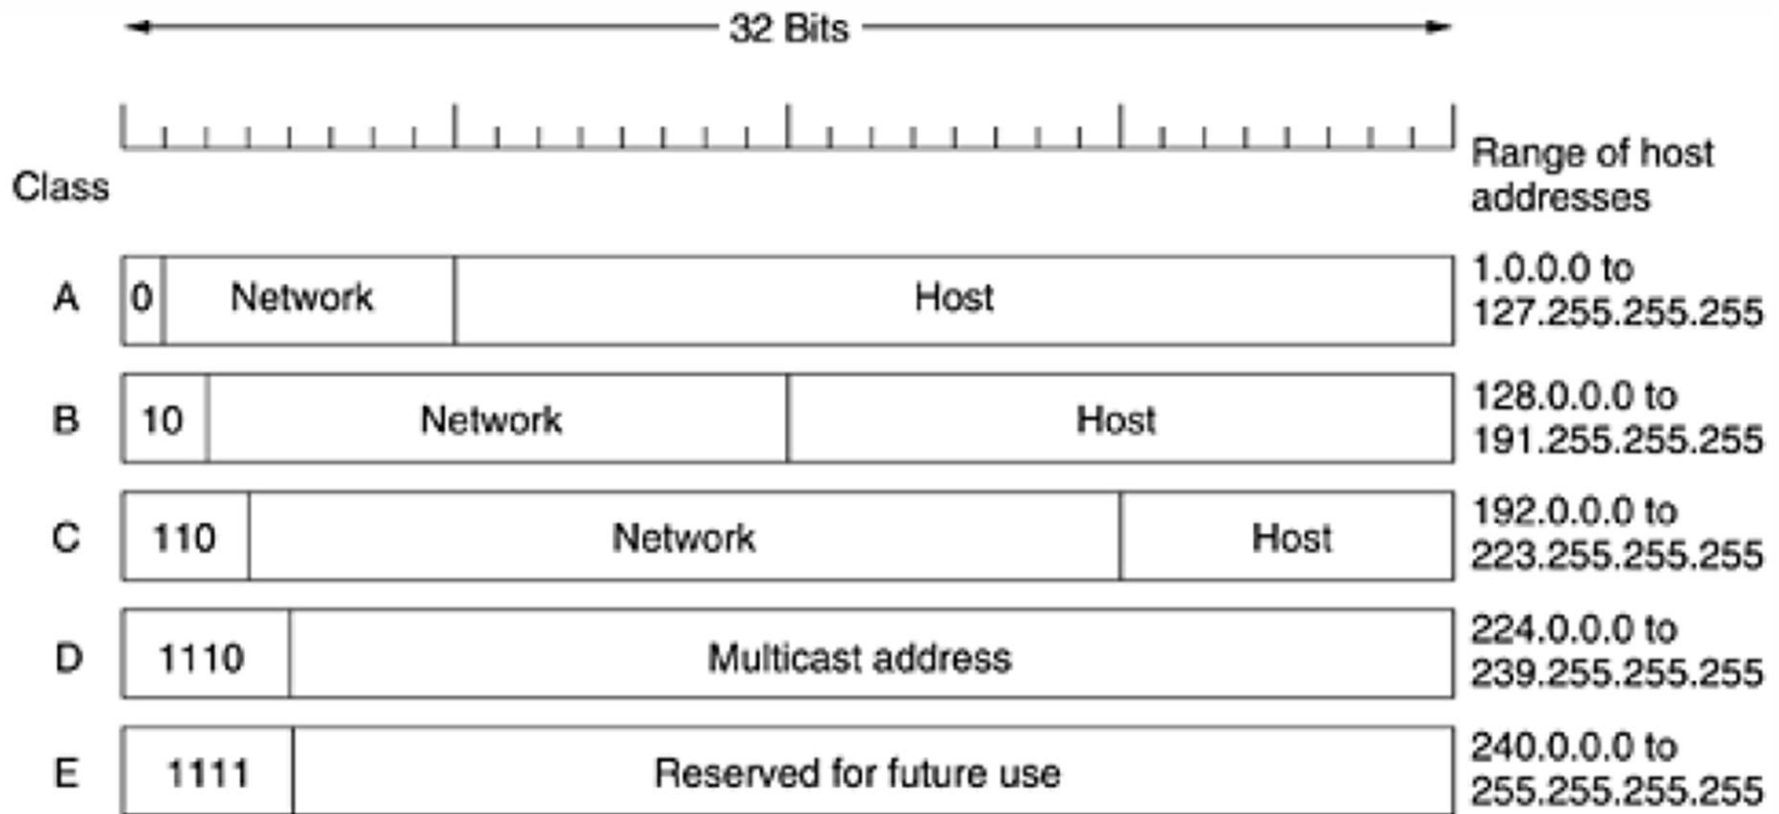 32 Bits
Class
Range of host
addresses
A
0
Network
Host
1.0.0.0 to
127.255.255.255
B
10
Network
Host
128.0.0.0 to
191.255.255.255
C
110
Network
Host
192.0.0.0 to
223.255.255.255
D
1110
Multicast address
224.0.0.0 to
239.255.255.255
E
1111
Reserved for future use
240.0.0.0 to
255.255.255.255